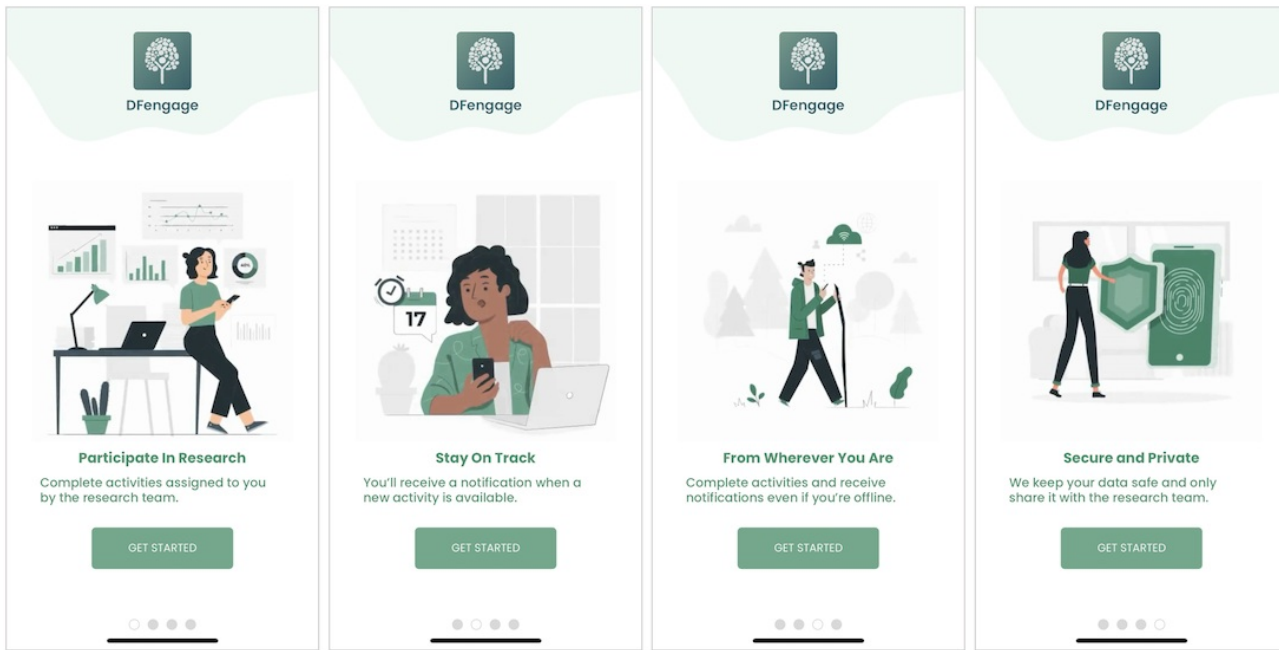 DFengage
Participate In Research
Complete activities assigned to you
by the research team.
GET STARTED
DFengage
17
Stay On Track
You'll receive a notification when a
new activity is available.
GET STARTED
DFengage
From Wherever You Are
Complete activities and receive
notifications even if you're offline.
GET STARTED
DFengage
Secure and Private
We keep your data safe and only
share it with the research team.
GET STARTED